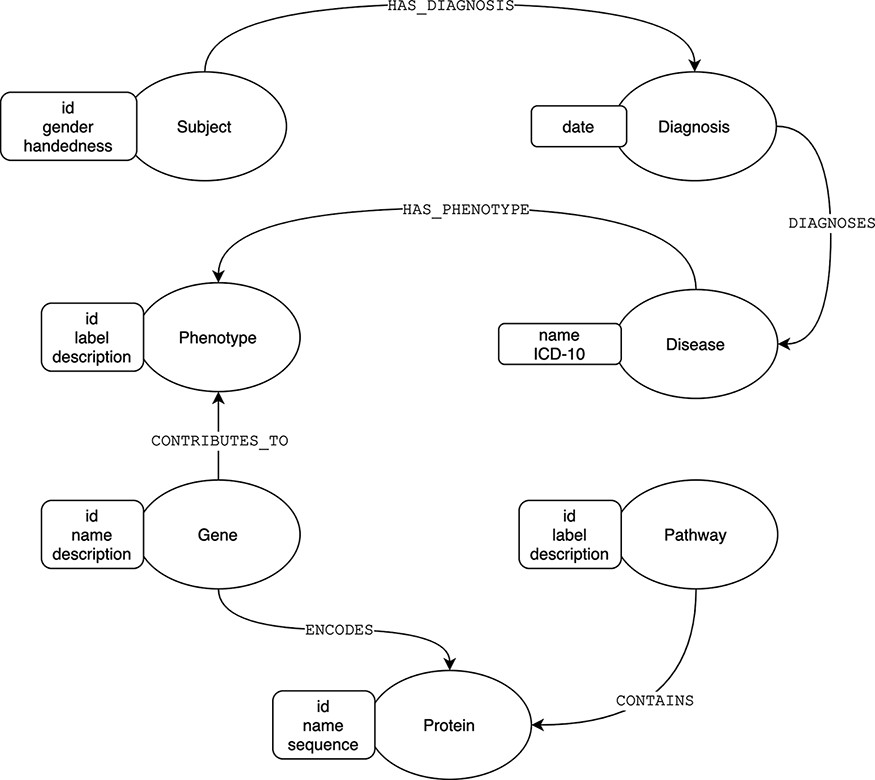 HAS_DIAGNOSIS
id
gender
handedness
Subject
date
Diagnosis
HAS_PHENOTYPE
DIAGNOSES
id
label
description
Phenotype
name
ICD-10
Disease
CONTRIBUTES_TO
id
name
description
Gene
id
label
description
Pathway
ENCODES
CONTAINS
id
name
sequence
Protein